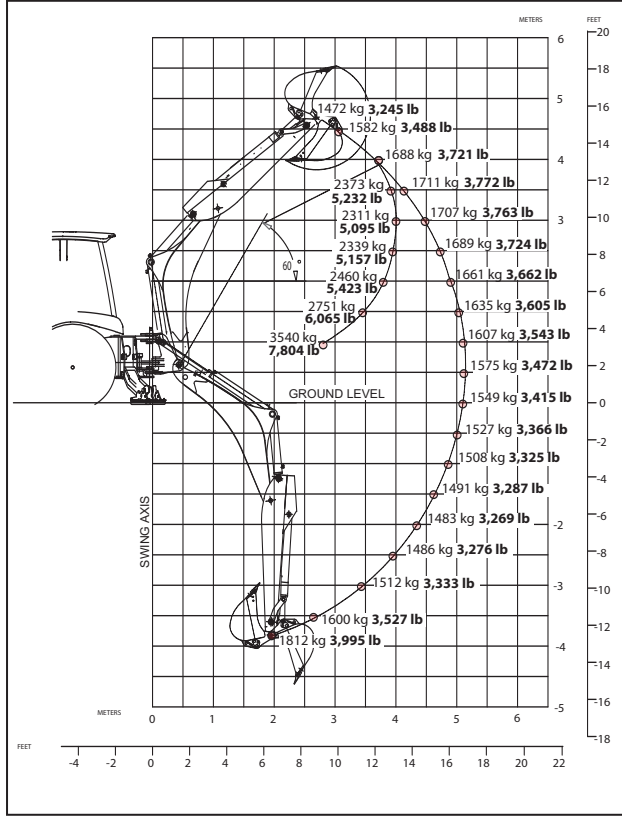 METERS
FEET
6
5
4
3
2
1
0
-2
-3
-4
-5
20
18
16
14
12
10
8
6
4
2
0
-2
-4
-6
-8
-10
-12
-14
-16
-18
1472 kg 3,245 lb
1582 kg 3,488 lb
1688 kg 3,721 lb
2373 kg
5,232 lb
1711 kg 3,772 lb
2311 kg
5,095 lb
1707 kg 3,763 lb
2339 kg
5,157 lb
1689 kg 3,724 lb
60 °
2460 kg
5,423 lb
1661 kg 3,662 lb
2751 kg
6,065 lb
1635 kg 3,605 lb
3540 kg
7,804 lb
1607 kg 3,543 lb
1575 kg 3,472 lb
GROUND LEVEL
1549 kg 3,415 lb
1527 kg 3,366 lb
1508 kg 3,325 lb
1491 kg 3,287 lb
1483 kg 3,269 lb
SWING AXIS
1486 kg 3,276 lb
1512 kg 3,333 lb
1600 kg 3,527 lb
1812 kg 3,995 lb
METERS
0 1 2 3 4 5 6
FEET
-4 -2 0 2 4 6 8 10 12 14 16 18 20 22